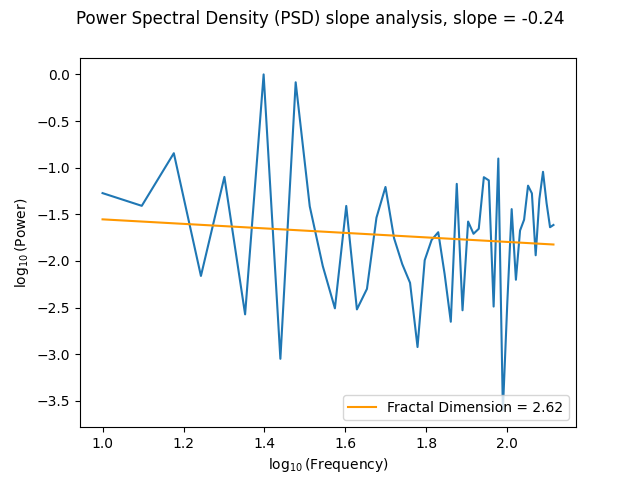 Power Spectral Density (PSD) slope analysis, slope = -0.24
0.0
−0.5
−1.0
−1.5
−2.0
−2.5
−3.0
−3.5
log₁₀ (Power)
Fractal Dimension = 2.62
1.0 1.2 1.4 1.6 1.8 2.0
log₁₀ (Frequency)